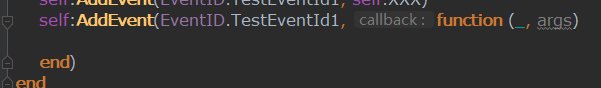 self:AddEvent(EventID.TestEventId1, self.XXX)
self:AddEvent(EventID.TestEventId1, callback: function (_, args)
end)
end